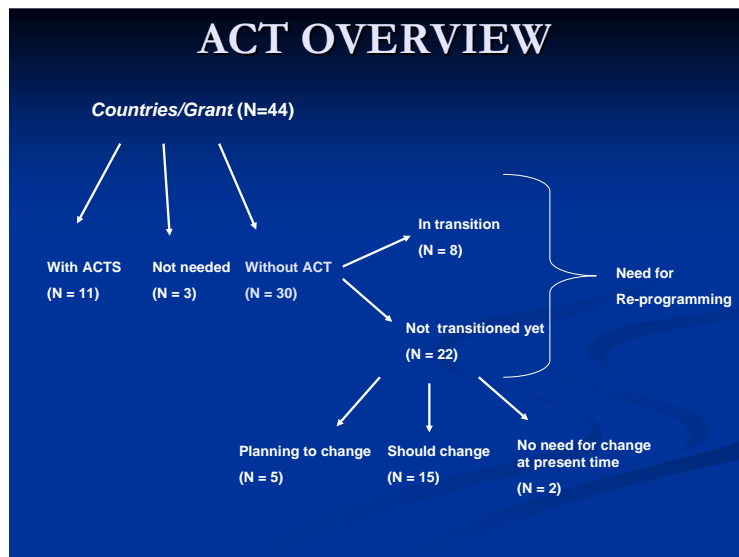 ACT OVERVIEW
Countries/Grant (N=44)
With ACTS
(N = 11)
Not needed
(N = 3)
Without ACT
(N = 30)
In transition
(N = 8)
Not transitioned yet
(N = 22)
Need for
Re-programming
Planning to change
(N = 5)
Should change
(N = 15)
No need for change
at present time
(N = 2)